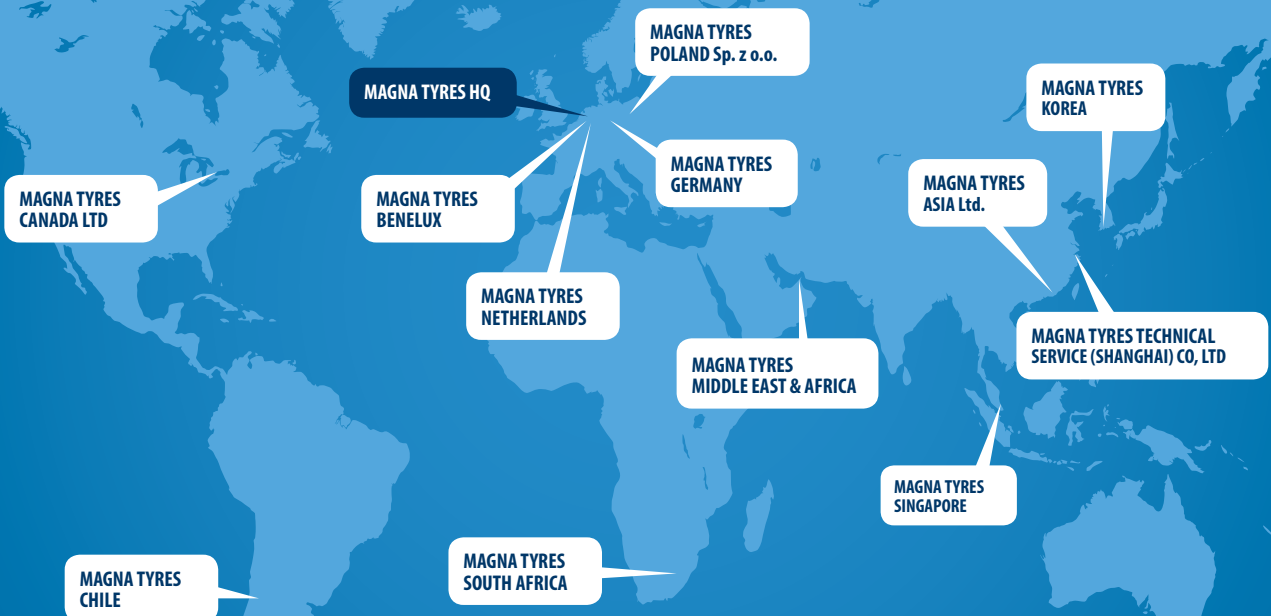 MAGNA TYRES
POLAND Sp. z o.o.
MAGNA TYRES HQ
MAGNA TYRES
KOREA
MAGNA TYRES
GERMANY
MAGNA TYRES
ASIA Ltd.
MAGNA TYRES
CANADA LTD
MAGNA TYRES
BENELUX
MAGNA TYRES
NETHERLANDS
MAGNA TYRES TECHNICAL
SERVICE (SHANGHAI) CO, LTD
MAGNA TYRES
MIDDLE EAST & AFRICA
MAGNA TYRES
SINGAPORE
MAGNA TYRES
SOUTH AFRICA
MAGNA TYRES
CHILE